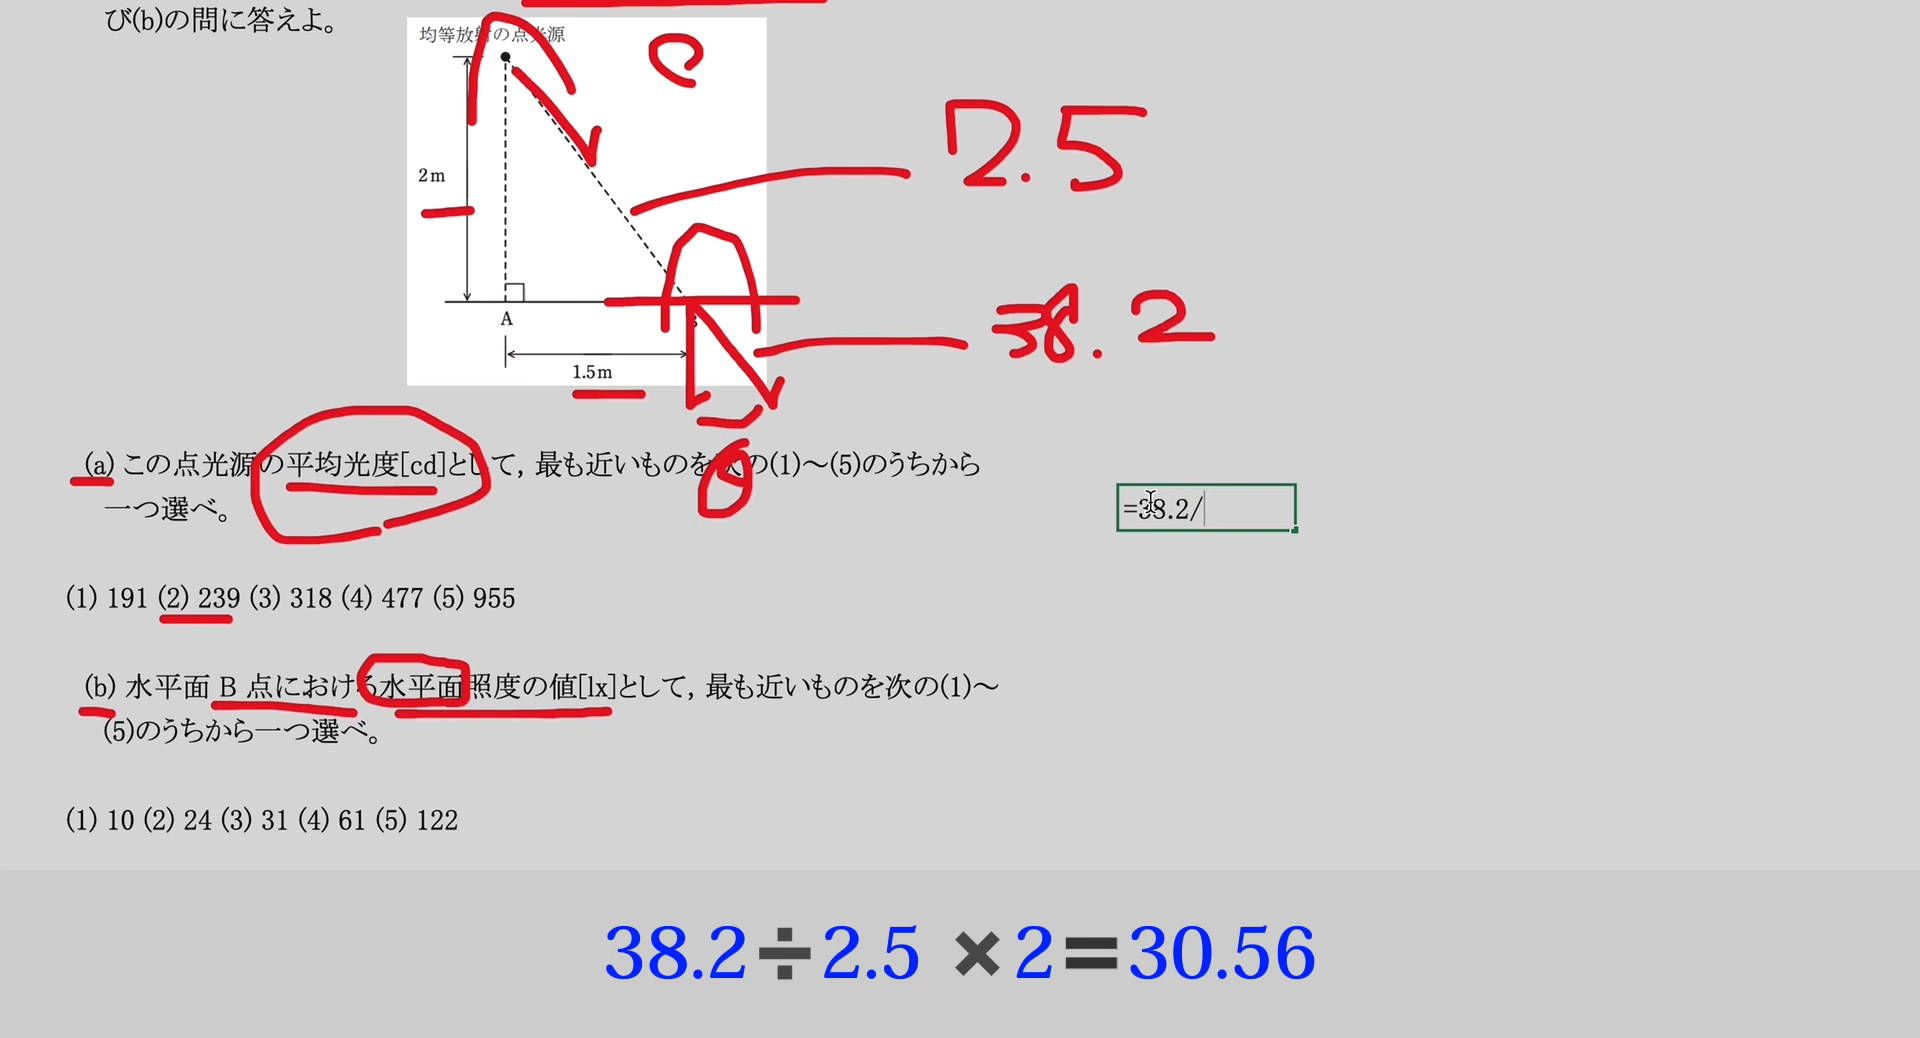 び(b)の問に答えよ。
均等放射の点光源
2.5
2m
38.2
A
1.5m
θ
(a) この点光源の平均光度[cd]として, 最も近いものを次の(1)～(5)のうちから
一つ選べ。
=38.2/
(1) 191 (2) 239 (3) 318 (4) 477 (5) 955
(b) 水平面 B 点における水平面照度の値[lx]として, 最も近いものを次の(1)～
(5)のうちから一つ選べ。
(1) 10 (2) 24 (3) 31 (4) 61 (5) 122
38.2÷2.5 ×2=30.56